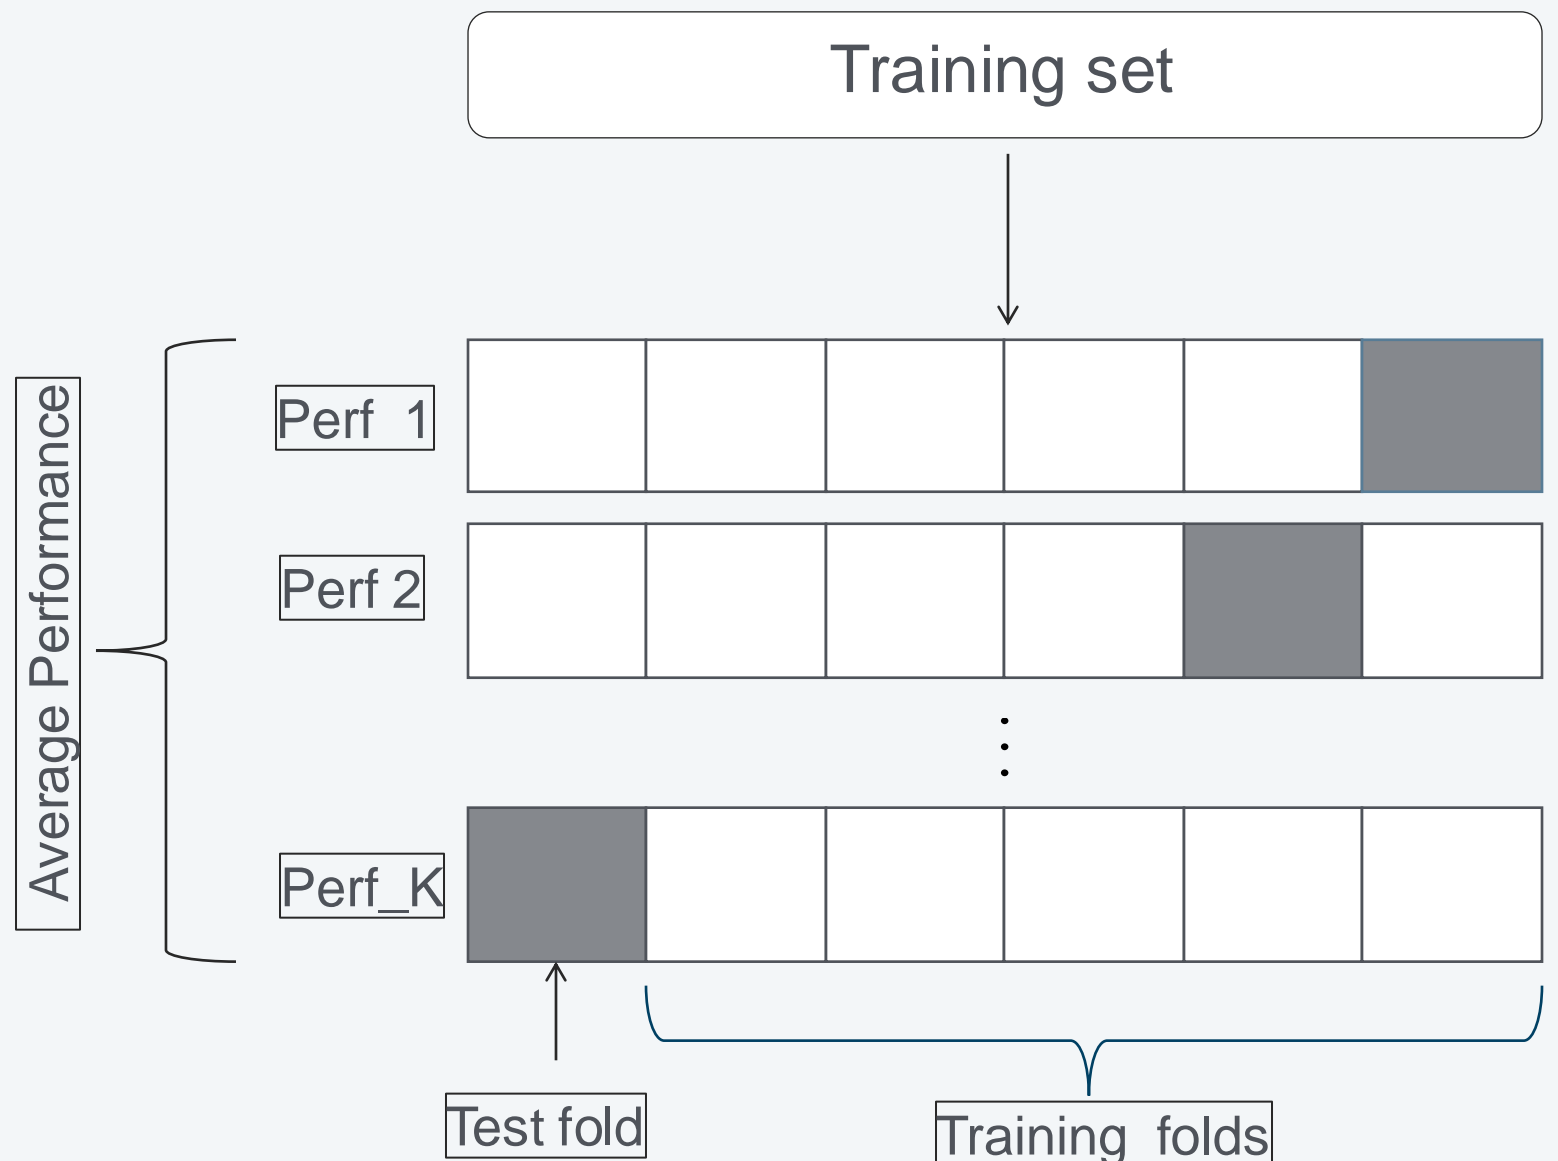 Training set
Average Performance
Perf  1
Perf 2
Perf_K
Test fold
Training  folds